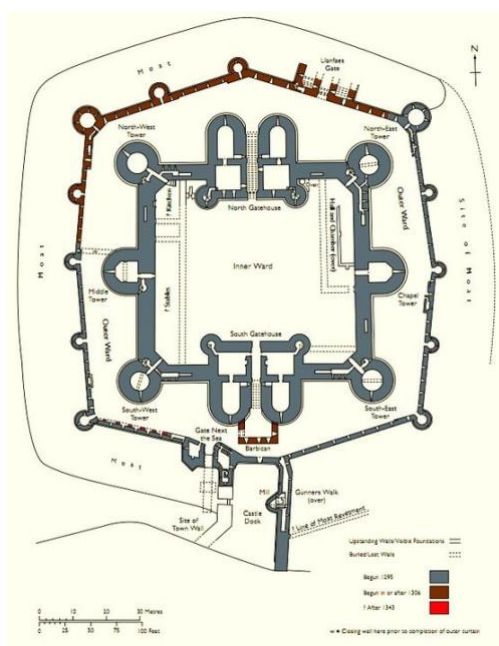 Moat
Llanfaes
Gate
N
North-West
Tower
North-East
Tower
? Kitchen
North Gatehouse
Hall and Chamber (over)
Outer Ward
Site of Moat
Moat
Inner Ward
Middle
Tower
? Stables
Chapel
Tower
Outer Ward
South Gatehouse
South-West
Tower
South-East
Tower
Gate Next
the Sea
Barbican
Moat
Mill
Gunners Walk
(over)
Site of
Town Wall
Castle
Dock
? Line of Moat Revetment
Upstanding Walls/Visible Foundations
Buried/Lost Walls
Begun 1295
Begun in or after 1306
? After 1343
0 10 20 30 Metres
0 25 50 75 100 Feet
Closing wall here prior to completion of outer curtain